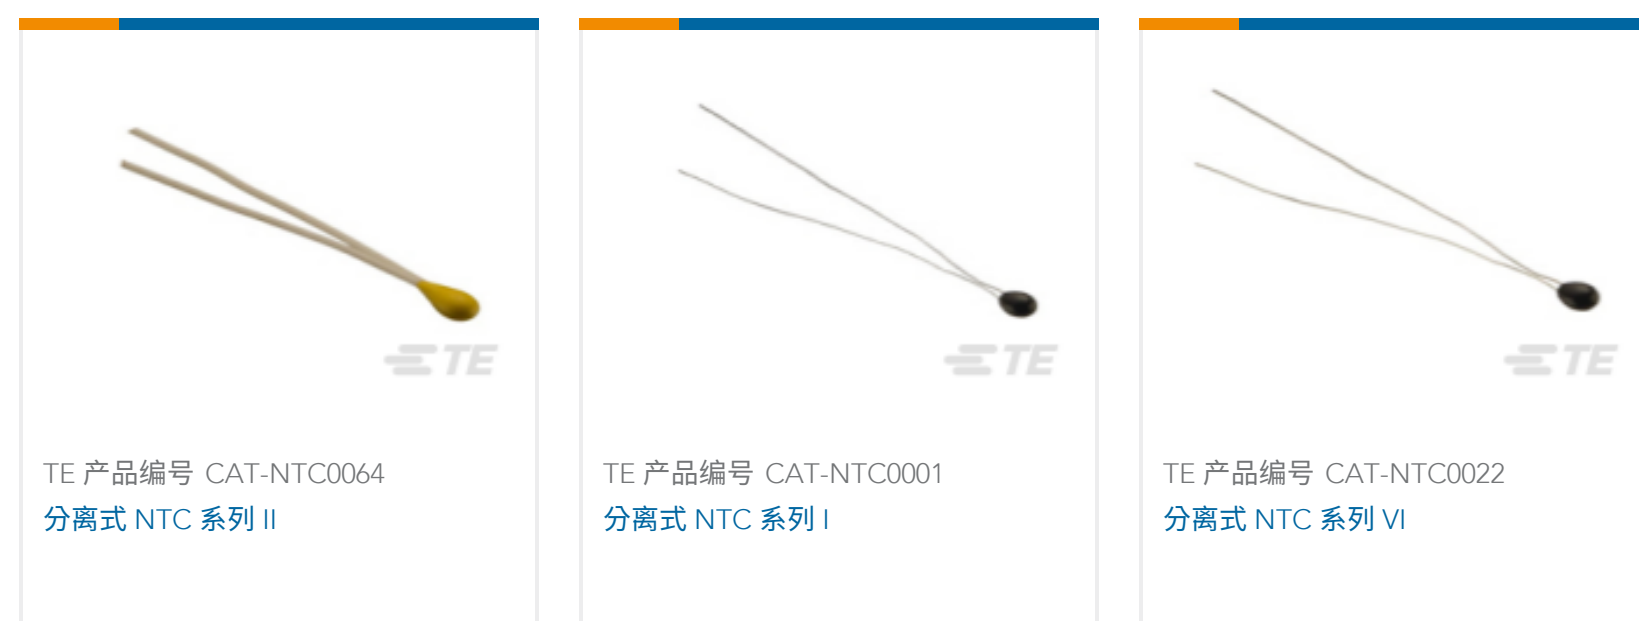 TE
TE
TE
TE 产品编号 CAT-NTC0064
分离式 NTC 系列 II
TE 产品编号 CAT-NTC0001
分离式 NTC 系列 I
TE 产品编号 CAT-NTC0022
分离式 NTC 系列 VI